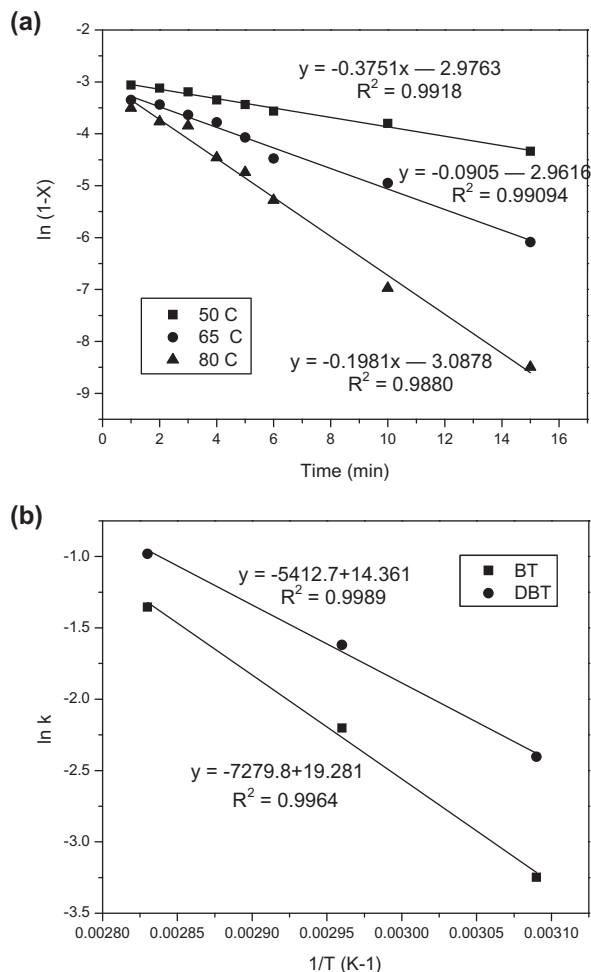 (a)
-2
-3
-4
-5
-6
-7
-8
-9
ln (1-X)
y = -0.3751x — 2.9763
R² = 0.9918
y = -0.0905 — 2.9616
R² = 0.99094
50 C
65 C
80 C
y = -0.1981x — 3.0878
R² = 0.9880
0 2 4 6 8 10 12 14 16
Time (min)
(b)
-1.0
-1.5
-2.0
-2.5
-3.0
-3.5
ln k
y = -5412.7+14.361
R² = 0.9989
BT
DBT
y = -7279.8+19.281
R² = 0.9964
0.00280 0.00285 0.00290 0.00295 0.00300 0.00305 0.00310
1/T (K-1)